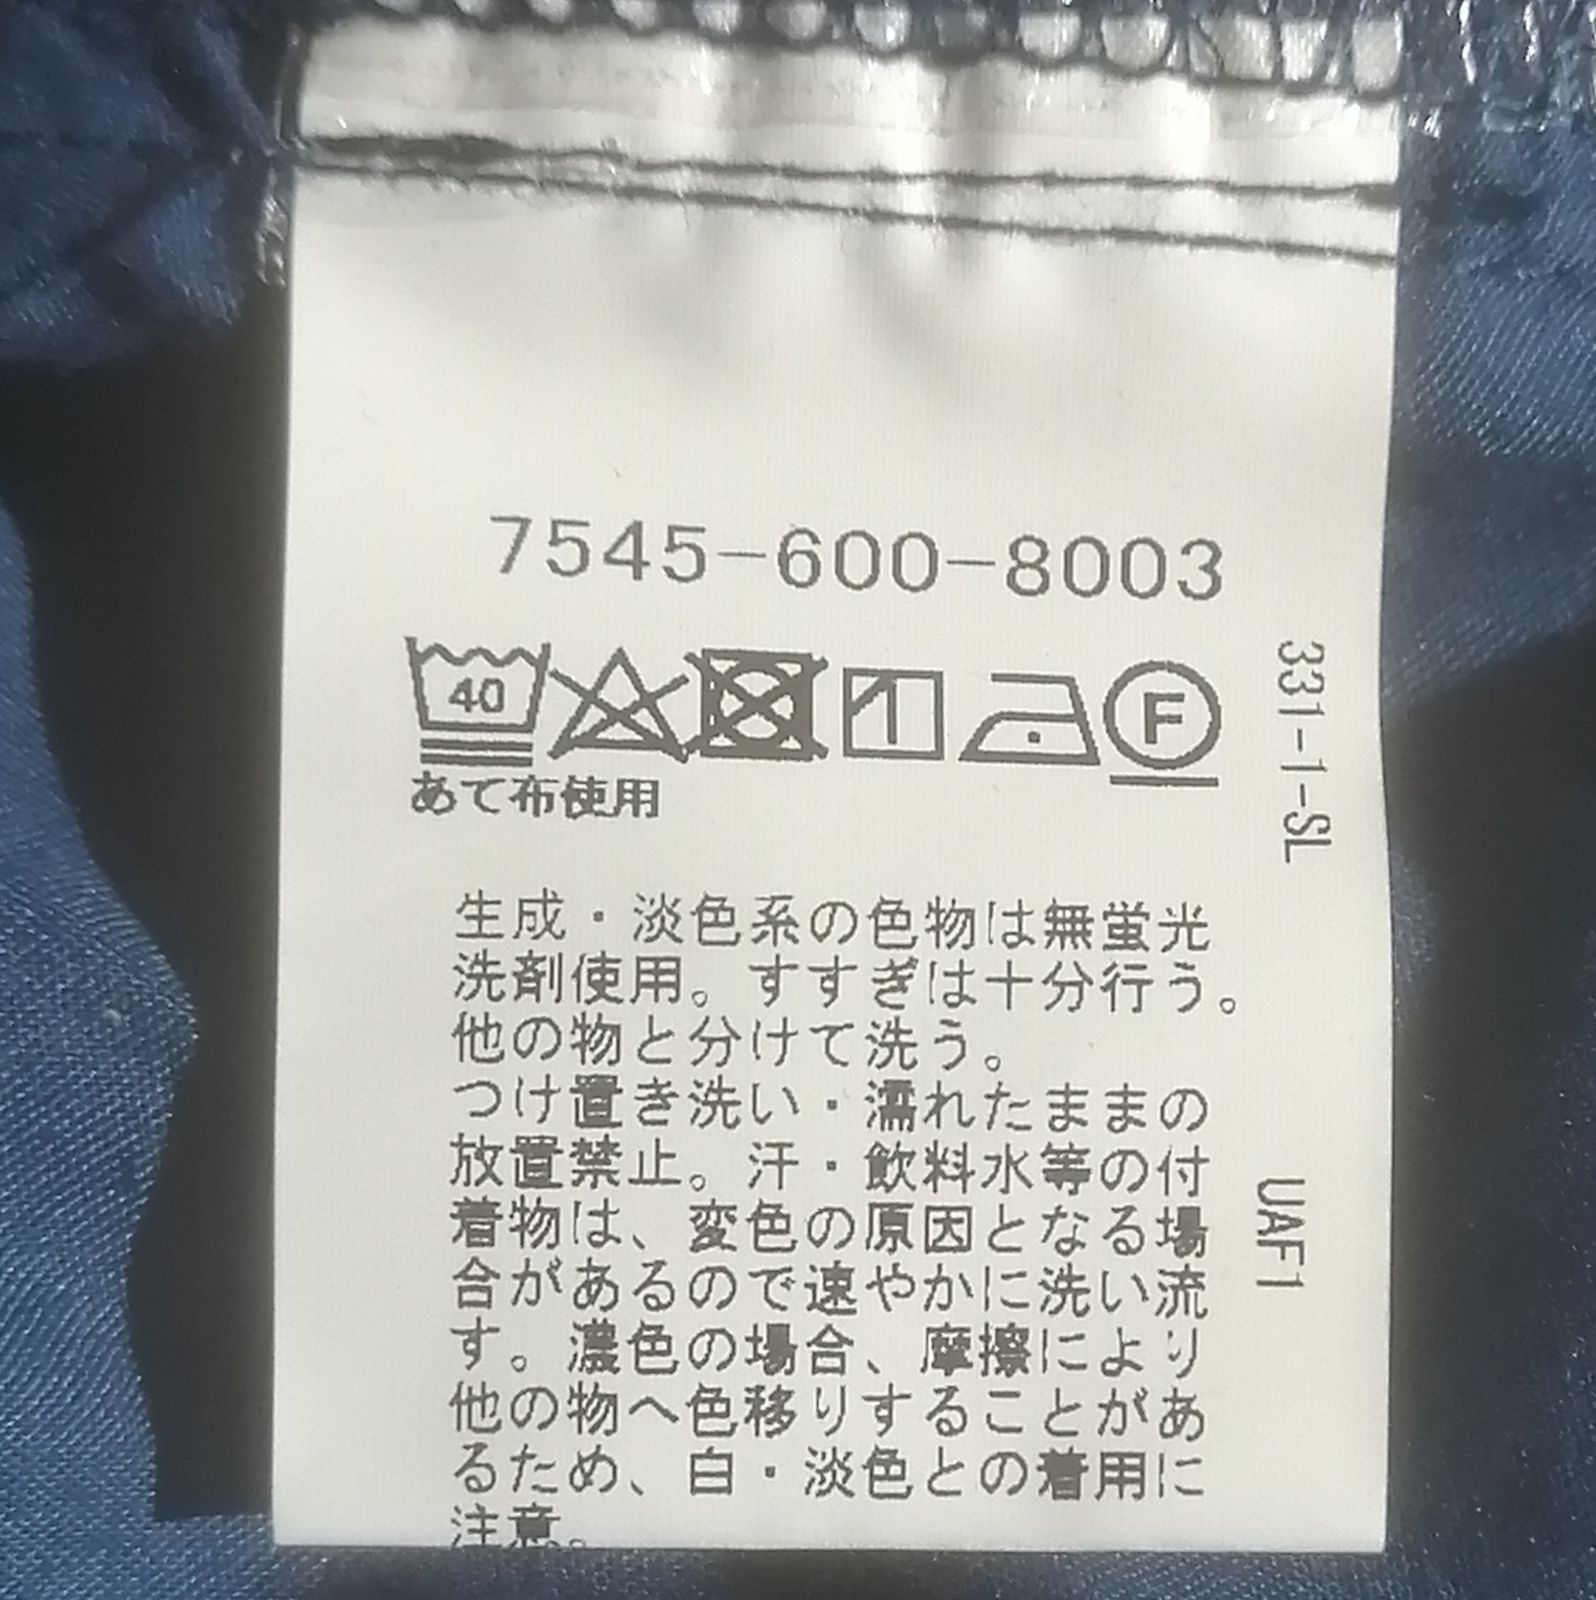 7545-600-8003
40
F
あて布使用
331-1-SL
生成・淡色系の色物は無蛍光
洗剤使用。すすぎは十分行う。
他の物と分けて洗う。
つけ置き洗い・濡れたままの
放置禁止。汗・飲料水等の付
着物は、変色の原因となる場
合があるので速やかに洗い流
す。濃色の場合、摩擦により
他の物へ色移りすることがあ
るため、白・淡色との着用に
注意。
UAF1